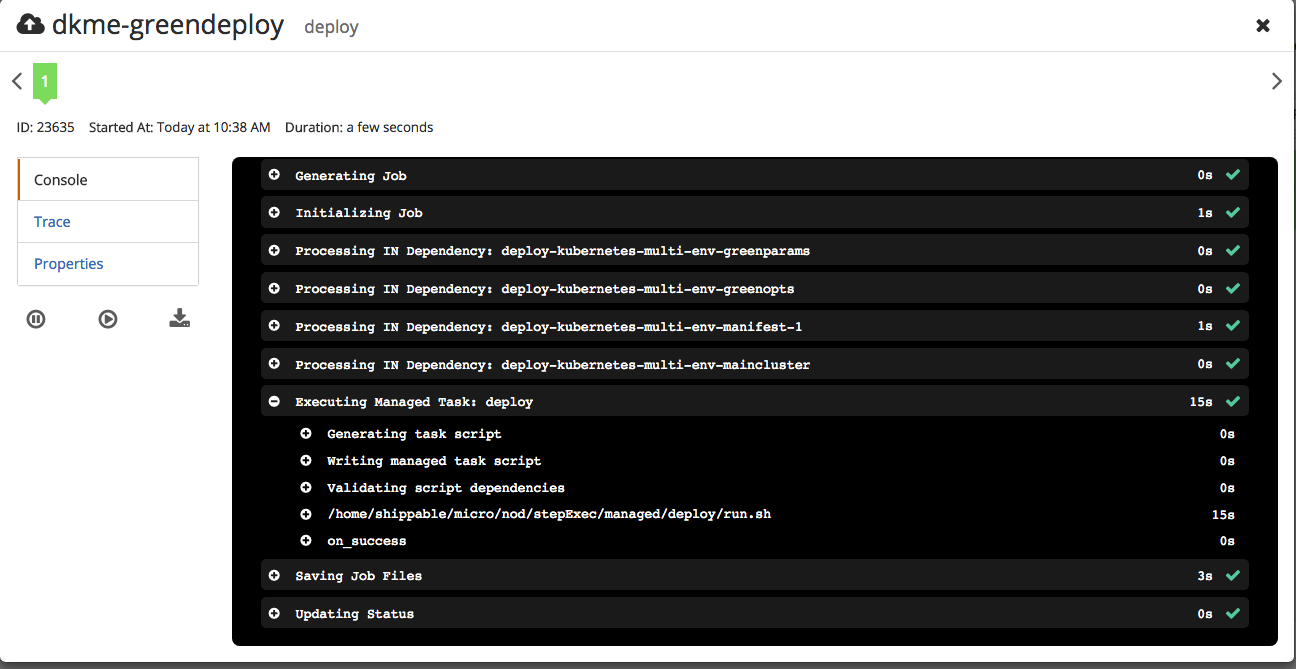 dkme-greendeploy deploy
1
ID: 23635 Started At: Today at 10:38 AM Duration: a few seconds
Console
Trace
Properties
Generating Job 0s
Initializing Job 1s
Processing IN Dependency: deploy-kubernetes-multi-env-greenparams 0s
Processing IN Dependency: deploy-kubernetes-multi-env-greenopts 0s
Processing IN Dependency: deploy-kubernetes-multi-env-manifest-1 1s
Processing IN Dependency: deploy-kubernetes-multi-env-maincluster 0s
Executing Managed Task: deploy 15s
Generating task script 0s
Writing managed task script 0s
Validating script dependencies 0s
/home/shippable/micro/nod/stepExec/managed/deploy/run.sh 15s
on_success 0s
Saving Job Files 3s
Updating Status 0s